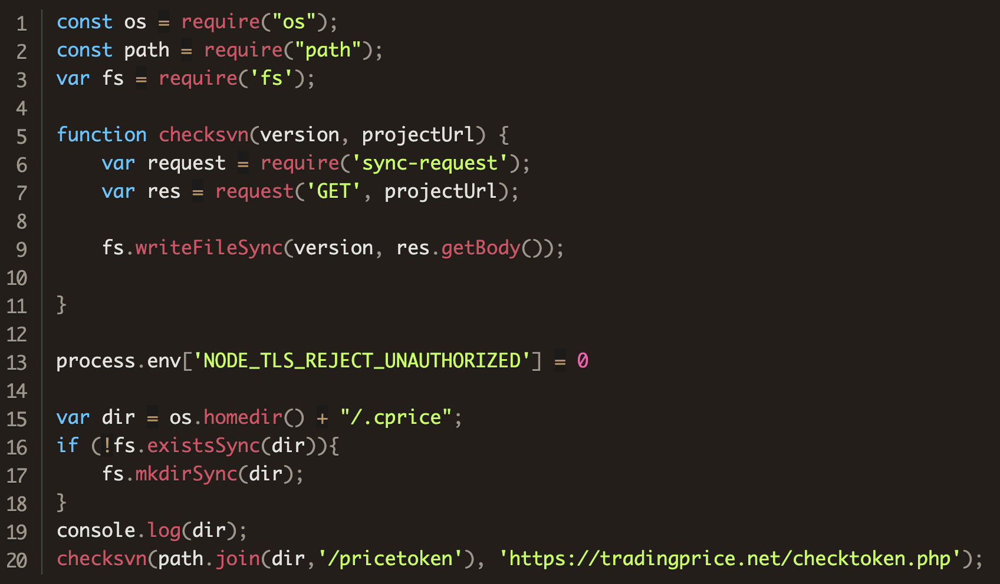 1 const os = require("os");
2 const path = require("path");
3 var fs = require('fs');
4
5 function checksvn(version, projectUrl) {
6     var request = require('sync-request');
7     var res = request('GET', projectUrl);
8
9     fs.writeFileSync(version, res.getBody());
10
11 }
12
13 process.env['NODE_TLS_REJECT_UNAUTHORIZED'] = 0
14
15 var dir = os.homedir() + "/.cprice";
16 if (!fs.existsSync(dir)){
17     fs.mkdirSync(dir);
18 }
19 console.log(dir);
20 checksvn(path.join(dir,'/pricetoken'), 'https://tradingprice.net/checktoken.php');